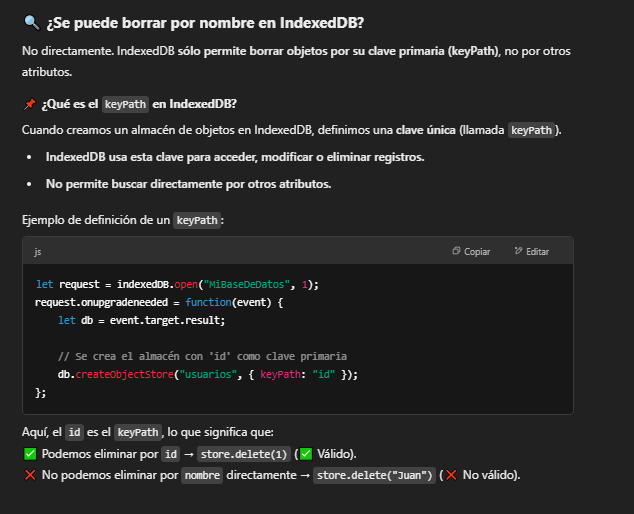 🔍 ¿Se puede borrar por nombre en IndexedDB?
No directamente. IndexedDB sólo permite borrar objetos por su clave primaria (keyPath), no por otros
atributos.
📌 ¿Qué es el keyPath en IndexedDB?
Cuando creamos un almacén de objetos en IndexedDB, definimos una clave única (llamada keyPath).
• IndexedDB usa esta clave para acceder, modificar o eliminar registros.
• No permite buscar directamente por otros atributos.
Ejemplo de definición de un keyPath:
js Copiar Editar
let request = indexedDB.open("MiBaseDeDatos", 1);
request.onupgradeneeded = function(event) {
    let db = event.target.result;
    // Se crea el almacén con 'id' como clave primaria
    db.createObjectStore("usuarios", { keyPath: "id" });
};
Aquí, el id es el keyPath, lo que significa que:
✅ Podemos eliminar por id → store.delete(1) (✅ Válido).
❌ No podemos eliminar por nombre directamente → store.delete("Juan") (❌ No válido).